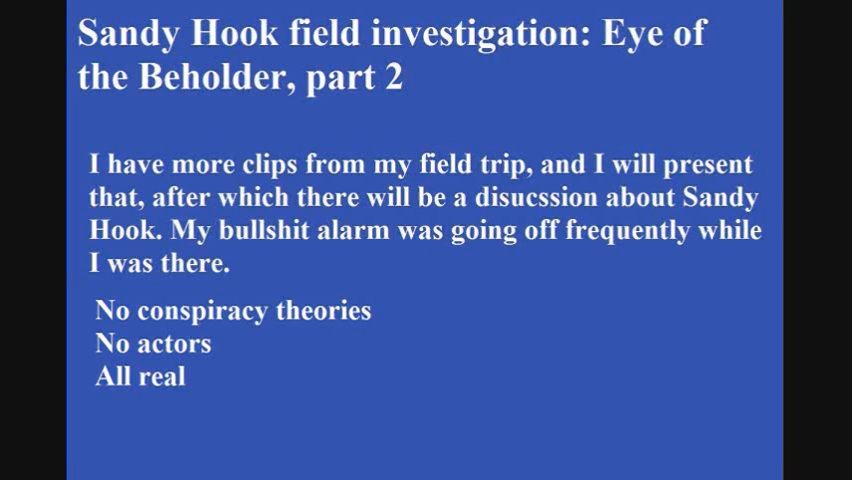 Sandy Hook field investigation: Eye of
the Beholder, part 2
I have more clips from my field trip, and I will present
that, after which there will be a disucssion about Sandy
Hook. My bullshit alarm was going off frequently while
I was there.
No conspiracy theories
No actors
All real